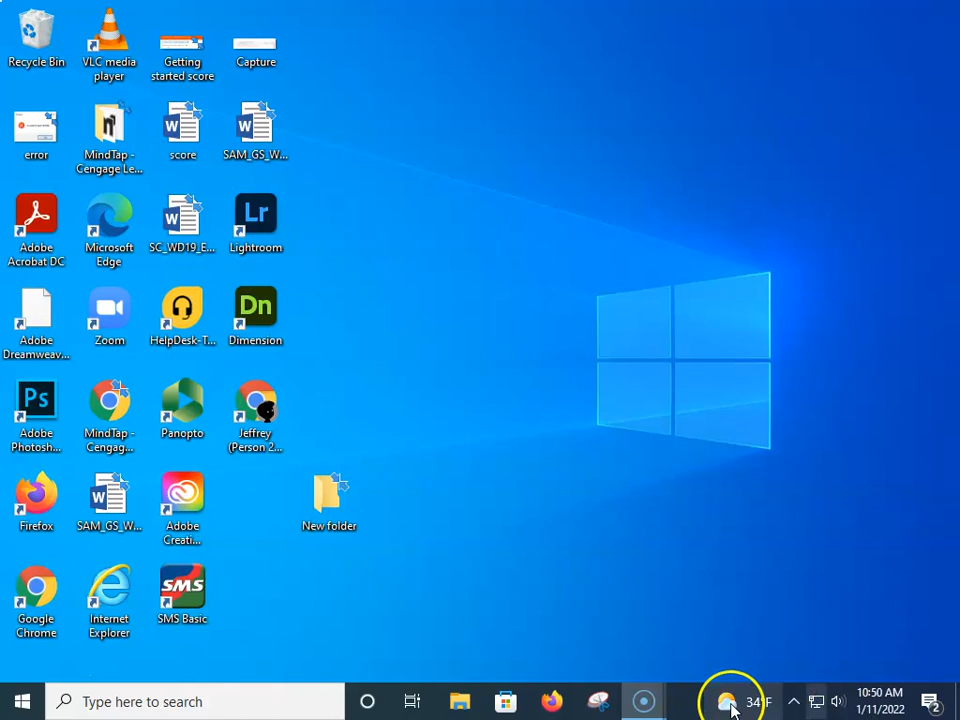 Recycle Bin
VLC media
player
Getting
started score
Capture
error
MindTap -
Cengage Le...
W
score
W
SAM_GS_W...
Adobe
Acrobat DC
Microsoft
Edge
W
SC_WD19_E...
Lr
Lightroom
Adobe
Dreamweav...
Zoom
HelpDesk-T...
Dn
Dimension
Ps
Adobe
Photosh...
MindTap -
Cengag...
Panopto
Jeffrey
(Person 2...
Firefox
W
SAM_GS_W...
Adobe
Creati...
New folder
Google
Chrome
Internet
Explorer
SMS
SMS Basic
Type here to search
34°F
10:50 AM
1/11/2022
2